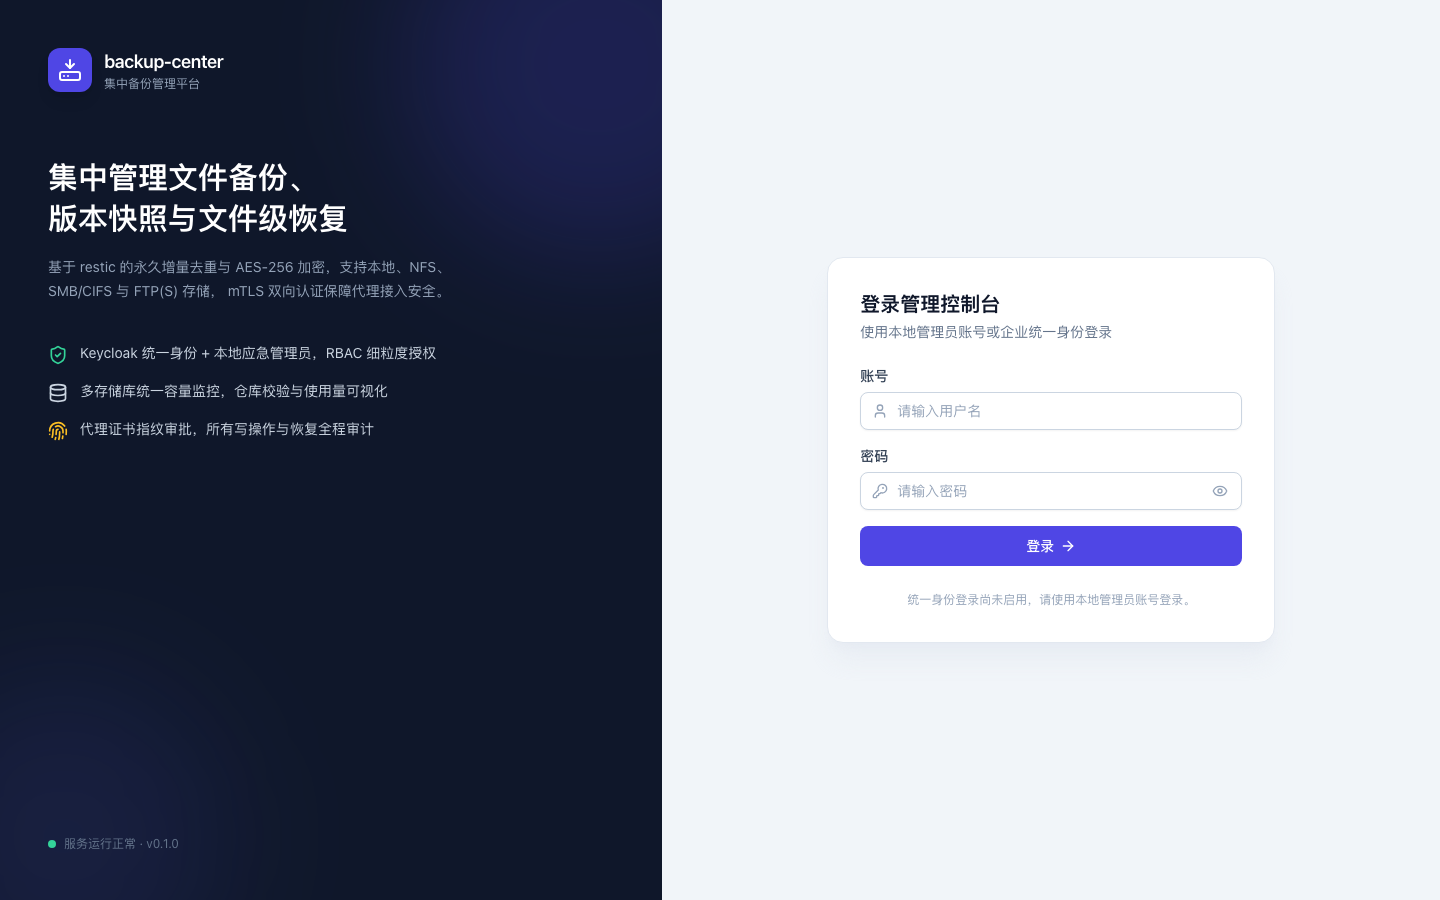 backup-center
集中备份管理平台
集中管理文件备份、
版本快照与文件级恢复
基于 restic 的永久增量去重与 AES-256 加密，支持本地、NFS、
SMB/CIFS 与 FTP(S) 存储， mTLS 双向认证保障代理接入安全。
Keycloak 统一身份 + 本地应急管理员，RBAC 细粒度授权
多存储库统一容量监控，仓库校验与使用量可视化
代理证书指纹审批，所有写操作与恢复全程审计
服务运行正常 · v0.1.0
登录管理控制台
使用本地管理员账号或企业统一身份登录
账号
请输入用户名
密码
请输入密码
登录 →
统一身份登录尚未启用，请使用本地管理员账号登录。